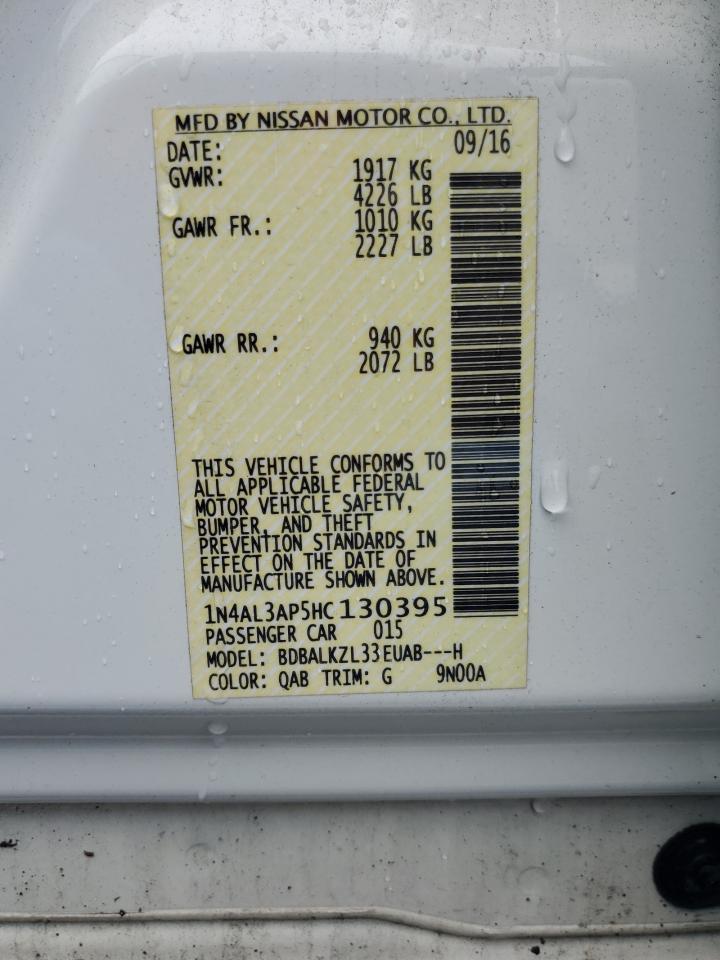 MFD BY NISSAN MOTOR CO., LTD.
DATE: 09/16
GVWR: 1917 KG
4226 LB
GAWR FR.: 1010 KG
2227 LB
GAWR RR.: 940 KG
2072 LB
THIS VEHICLE CONFORMS TO
ALL APPLICABLE FEDERAL
MOTOR VEHICLE SAFETY,
BUMPER, AND THEFT
PREVENTION STANDARDS IN
EFFECT ON THE DATE OF
MANUFACTURE SHOWN ABOVE.
1N4AL3AP5HC130395
PASSENGER CAR 015
MODEL: BDBALKZL33EUAB---H
COLOR: QAB TRIM: G 9N00A